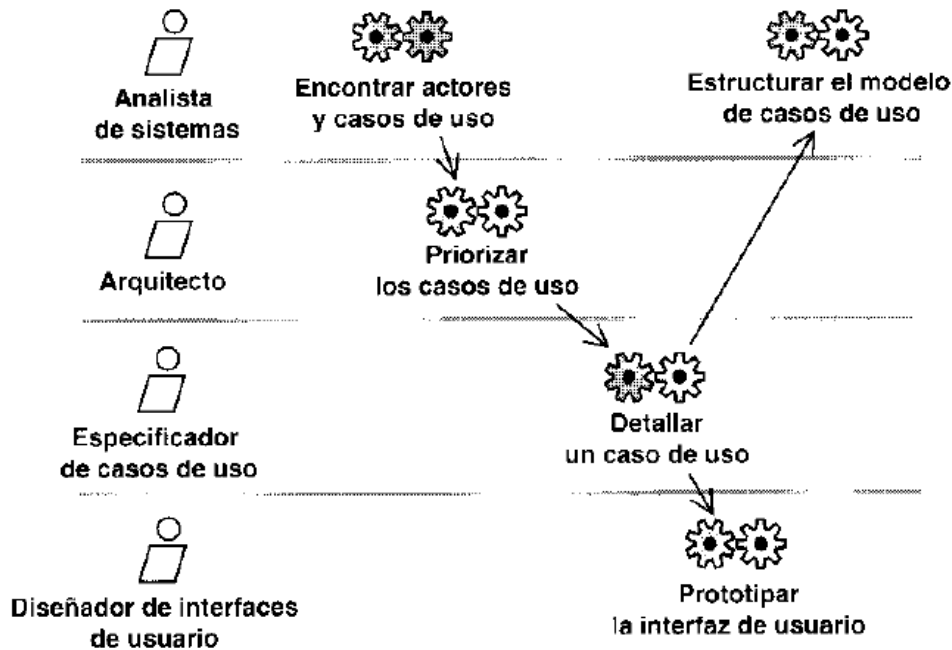 Analista
de sistemas
Encontrar actores
y casos de uso
Estructurar el modelo
de casos de uso
Arquitecto
Priorizar
los casos de uso
Especificador
de casos de uso
Detallar
un caso de uso
Diseñador de interfaces
de usuario
Prototipar
la interfaz de usuario